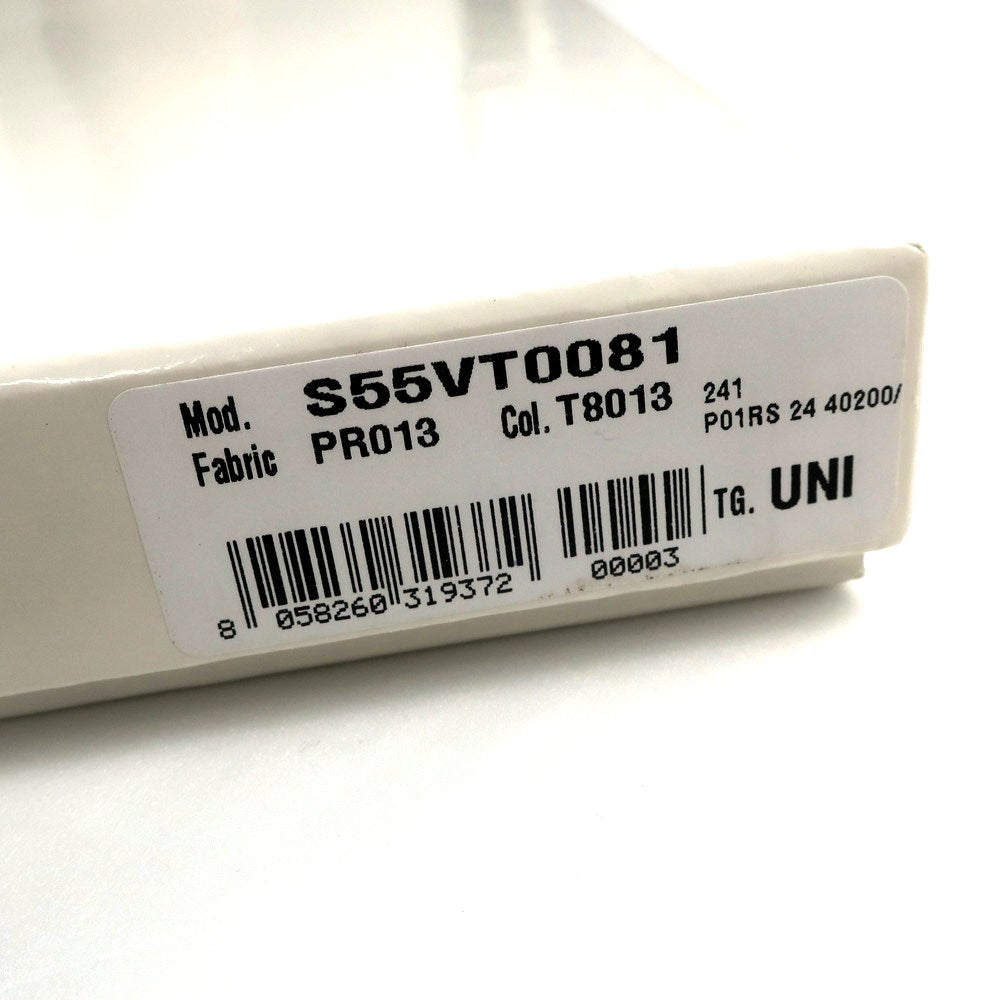 Mod. S55VT0081
Fabric PR013 Col. T8013 241
P01RS 24 40200/
TG. UNI
8 058260 319372 00003